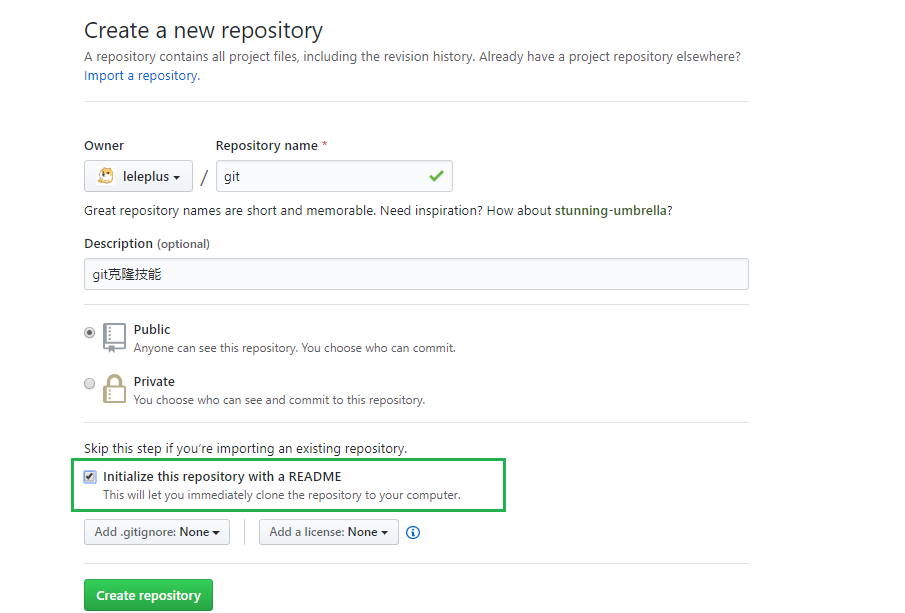 Create a new repository
A repository contains all project files, including the revision history. Already have a project repository elsewhere?
Import a repository.
Owner
Repository name *
leleplus
/
git
Great repository names are short and memorable. Need inspiration? How about stunning-umbrella?
Description (optional)
git克隆技能
Public
Anyone can see this repository. You choose who can commit.
Private
You choose who can see and commit to this repository.
Skip this step if you’re importing an existing repository.
Initialize this repository with a README
This will let you immediately clone the repository to your computer.
Add .gitignore: None
Add a license: None
Create repository